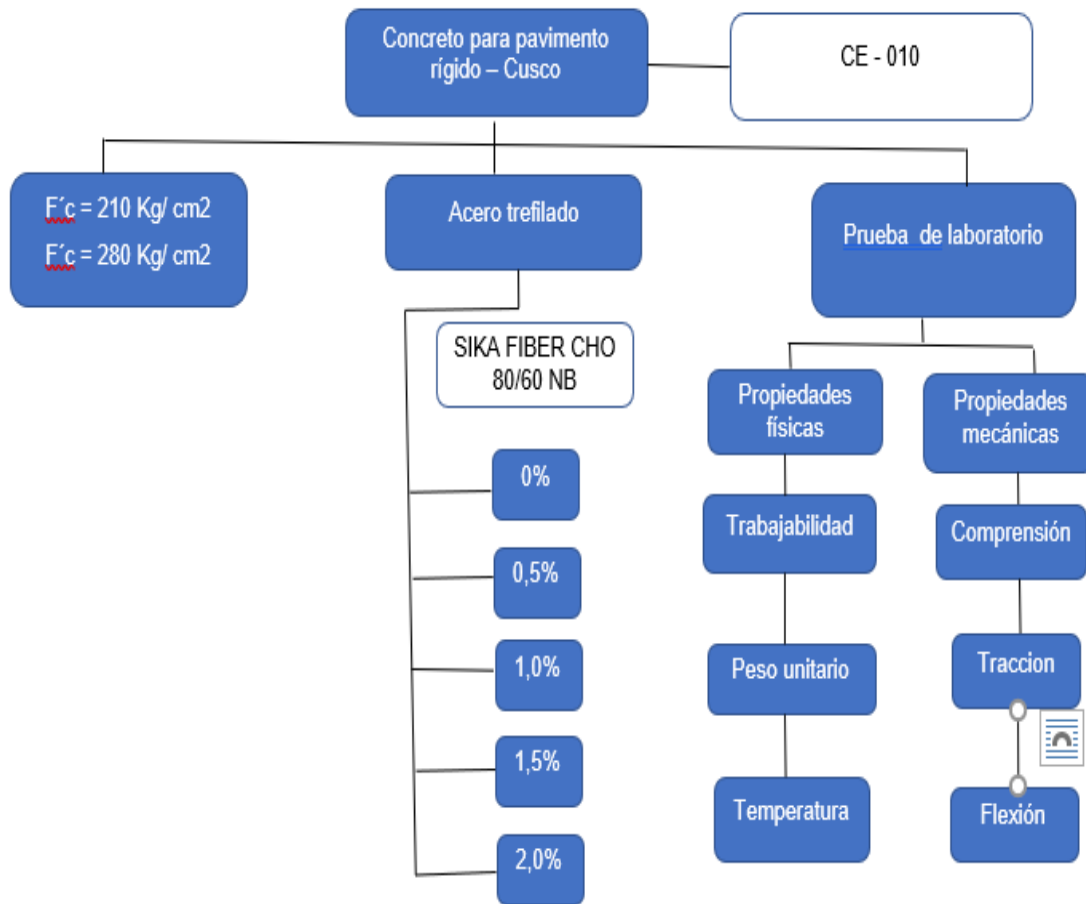 Concreto para pavimento
rígido – Cusco
CE - 010
F´c = 210 Kg/ cm2
F´c = 280 Kg/ cm2
Acero trefilado
Prueba de laboratorio
SIKA FIBER CHO
80/60 NB
0%
0,5%
1,0%
1,5%
2,0%
Propiedades
físicas
Trabajabilidad
Peso unitario
Temperatura
Propiedades
mecánicas
Comprensión
Traccion
Flexión